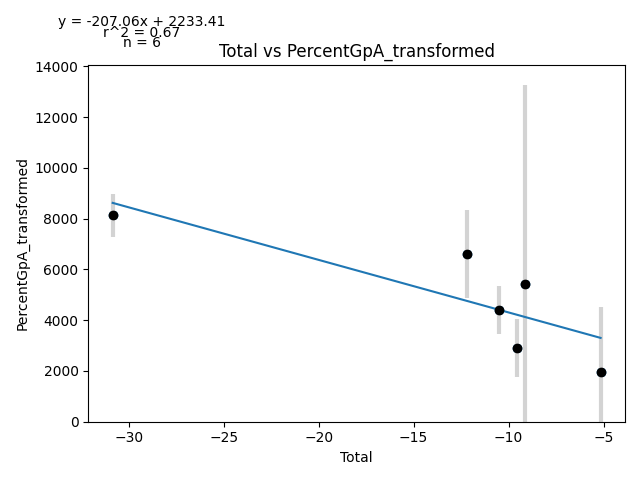 y = -207.06x + 2233.41
r^2 = 0.67
n = 6
Total vs PercentGpA_transformed
PercentGpA_transformed
14000
12000
10000
8000
6000
4000
2000
0
−30
−25
−20
−15
−10
−5
Total